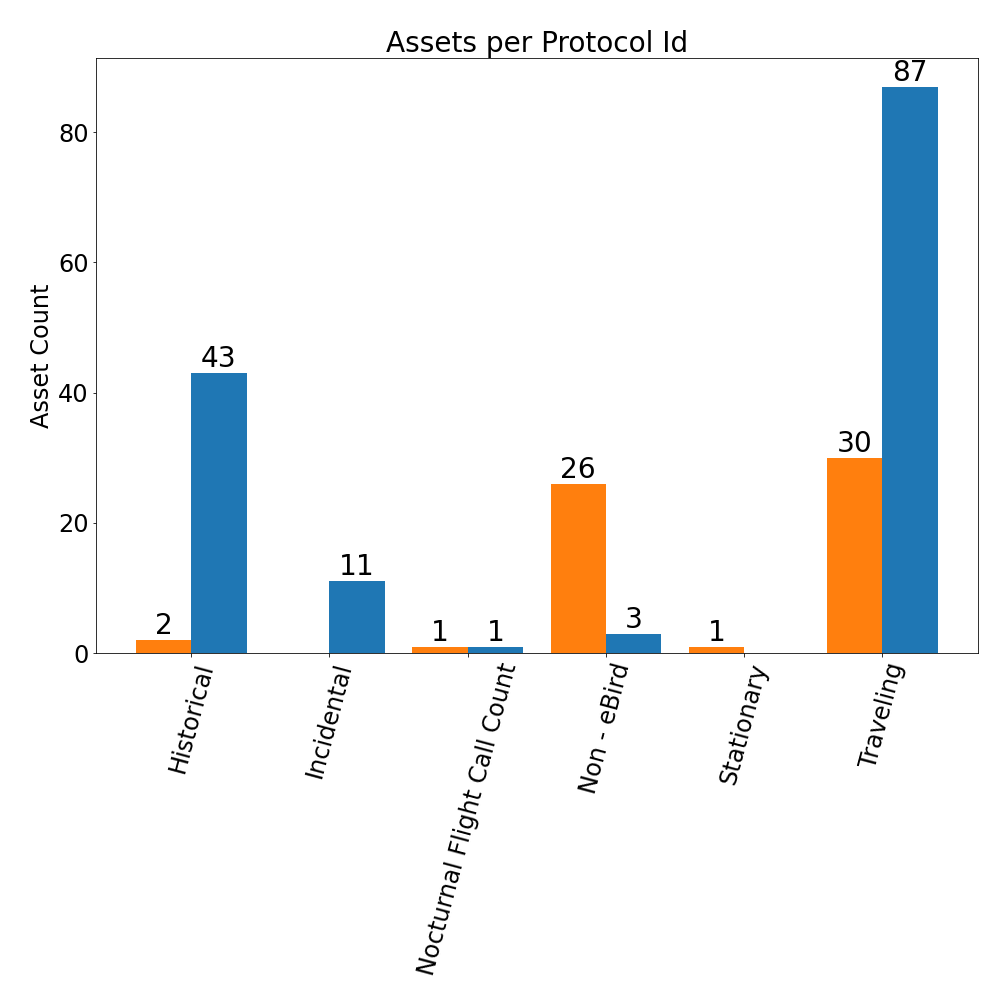 Assets per Protocol Id
Asset Count
80
60
40
20
0
2
43
11
1
1
26
3
1
30
87
Historical
Incidental
Nocturnal Flight Call Count
Non - eBird
Stationary
Traveling